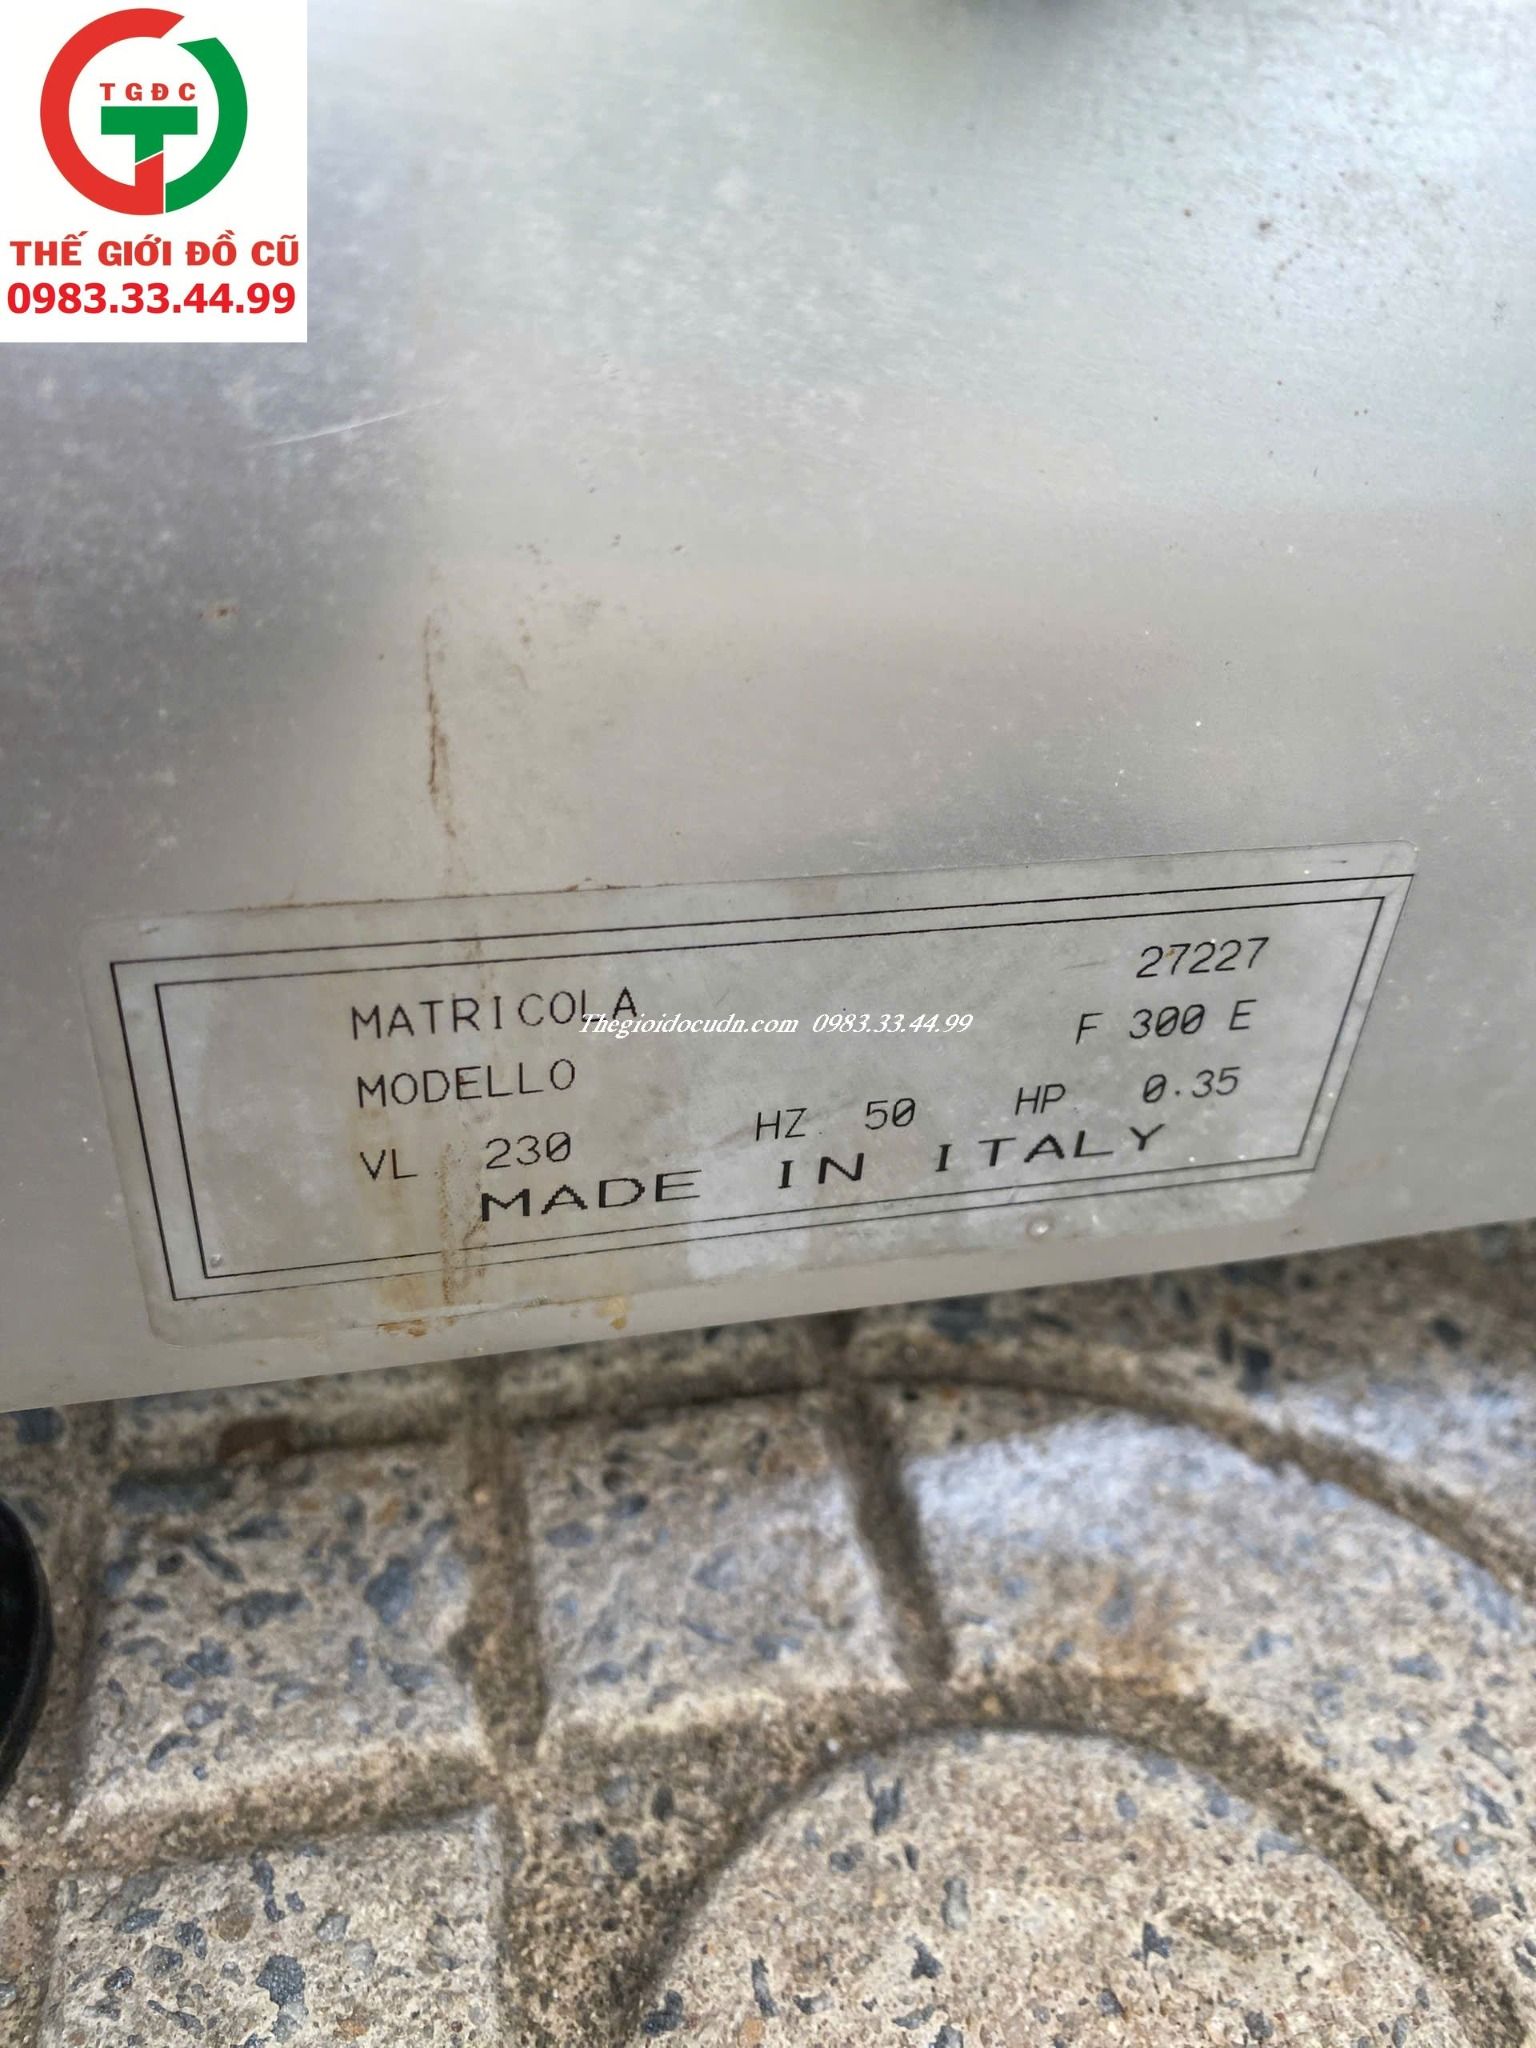 TGĐC
THẾ GIỚI ĐỒ CŨ
0983.33.44.99
MATRICOLA 27227
Thegioidocudn.com 0983.33.44.99
MODELLO F 300 E
VL 230 HZ 50 HP 0.35
MADE IN ITALY